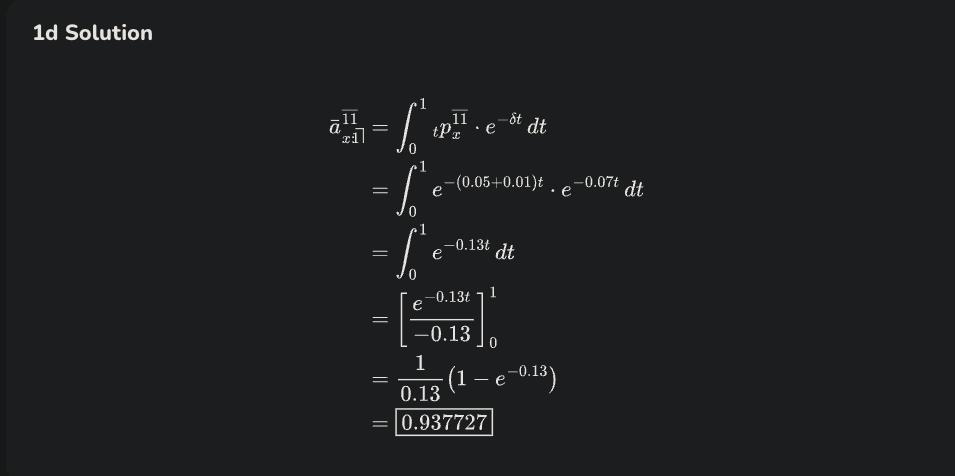 1d Solution
$\bar{a}^{\overline{11}}_{x:\overline{1}|} = \int_0^1 {}_tp_x^{\overline{11}} \cdot e^{-\delta t}\, dt$
$= \int_0^1 e^{-(0.05+0.01)t} \cdot e^{-0.07t}\, dt$
$= \int_0^1 e^{-0.13t}\, dt$
$= \left[\frac{e^{-0.13t}}{-0.13}\right]_0^1$
$= \frac{1}{0.13}\left(1 - e^{-0.13}\right)$
$= \boxed{0.937727}$